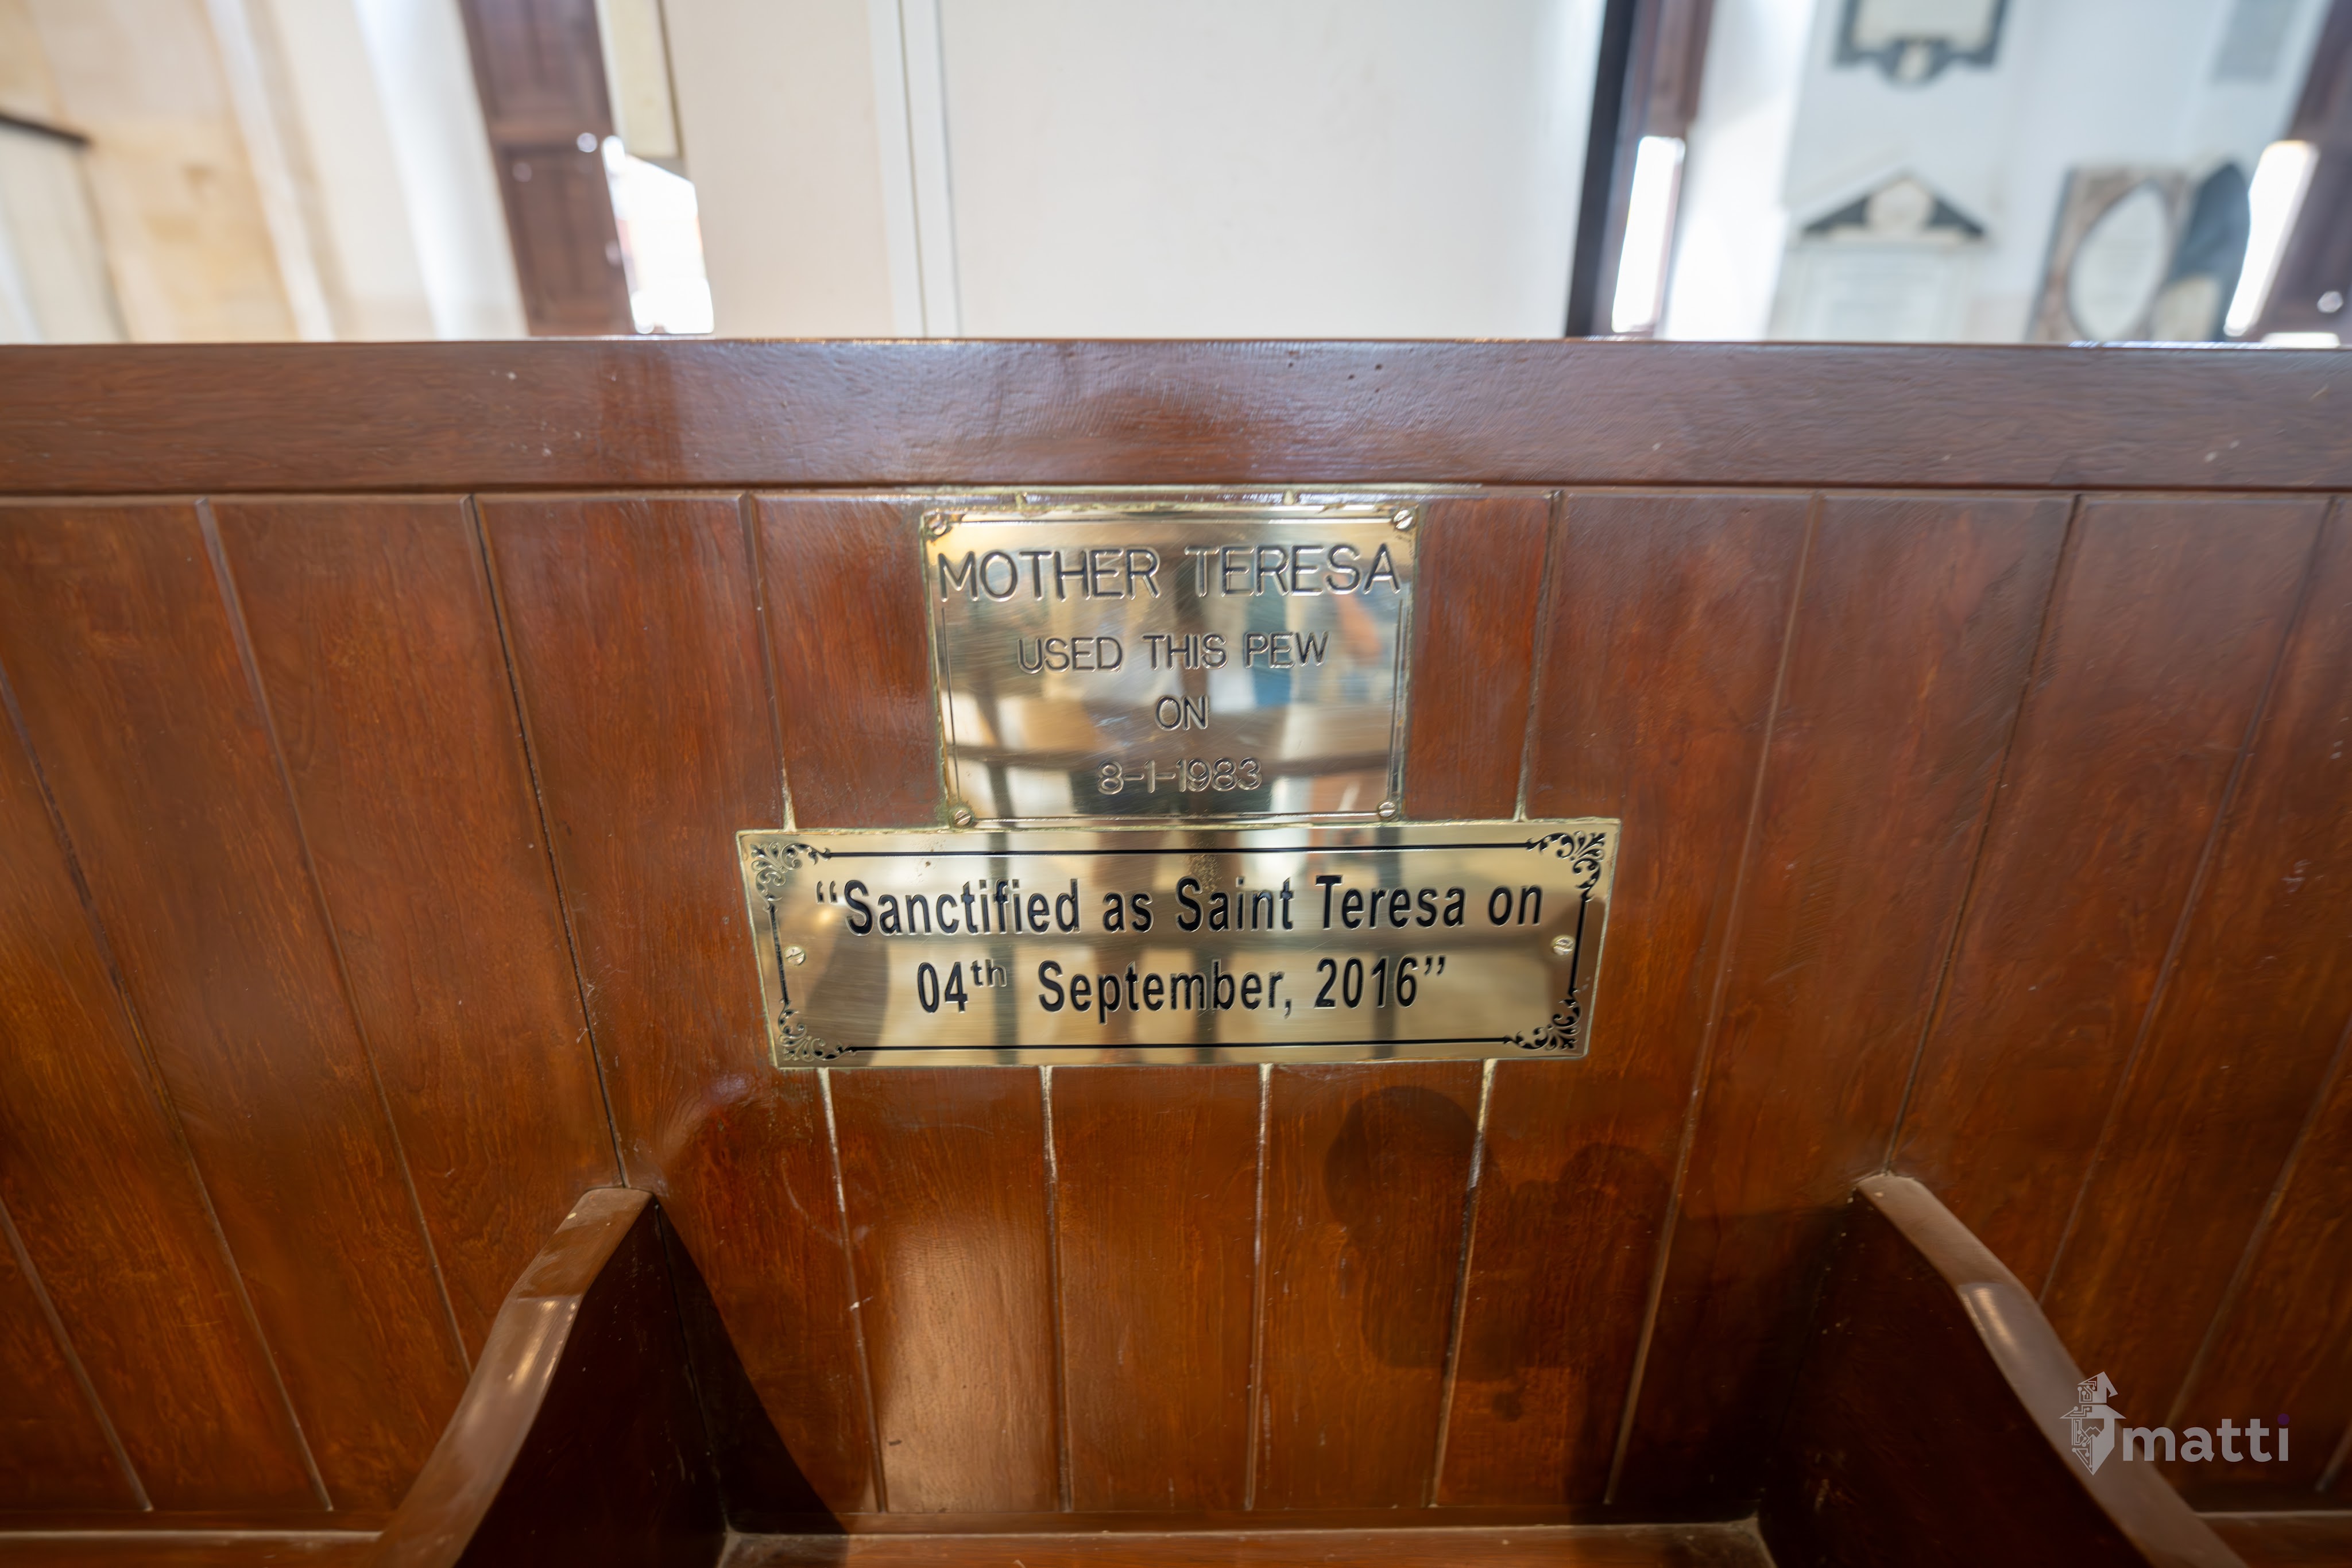 MOTHER TERESA
USED THIS PEW
ON
8-1-1983
“Sanctified as Saint Teresa on
04th September, 2016”
matti